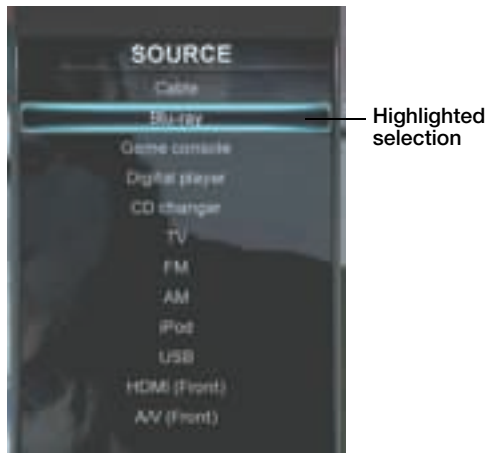 SOURCE
Cable
Blu-ray
Game console
Digital player
CD changer
TV
FM
AM
iPod
USB
HDMI (Front)
A/V (Front)
Highlighted
selection